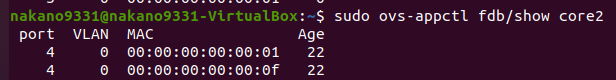 nakano9331@nakano9331-VirtualBox:~$ sudo ovs-appctl fdb/show core2
port VLAN MAC Age
4 0 00:00:00:00:00:01 22
4 0 00:00:00:00:00:0f 22